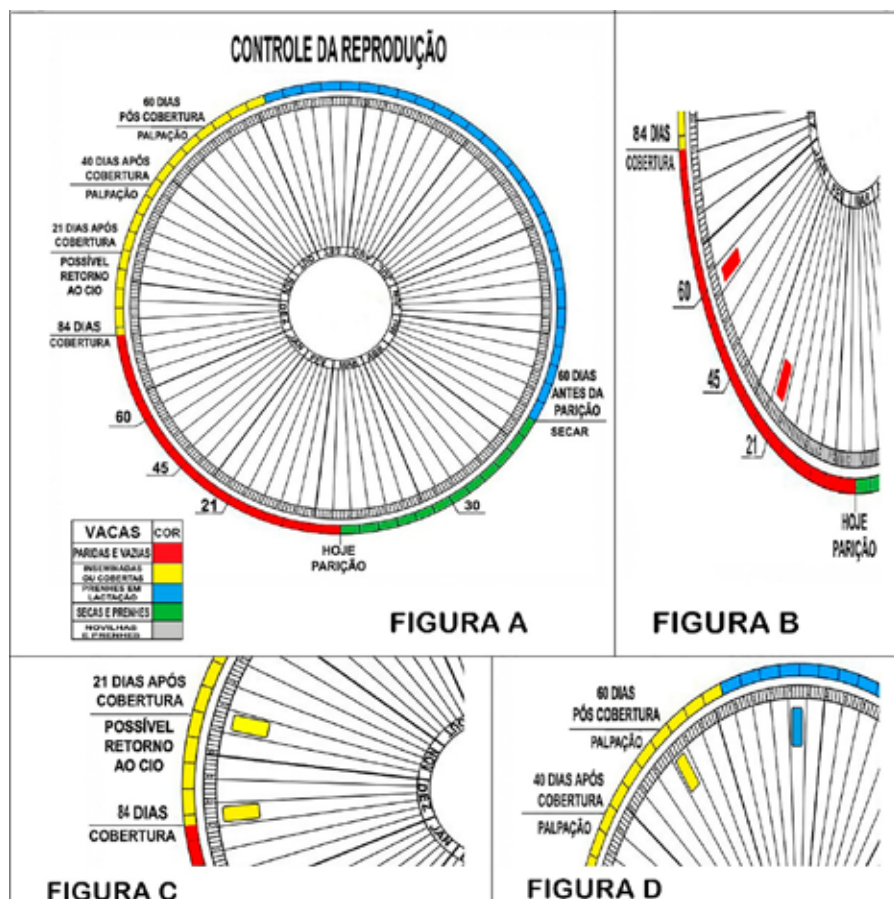 CONTROLE DA REPRODUÇÃO
60 DIAS
PÓS COBERTURA
PALPAÇÃO
40 DIAS APÓS
COBERTURA
PALPAÇÃO
21 DIAS APÓS
COBERTURA
POSSÍVEL
RETORNO
AO CIO
84 DIAS
COBERTURA
60
45
21
HOJE
PARIÇÃO
30
60 DIAS
ANTES DA
PARIÇÃO
SECAR
VACAS COR
PARIDAS E VAZIAS
INSEMINADAS
OU COBERTAS
PRENHES EM
LACTAÇÃO
SECAS E PRENHES
NOVILHAS
E PRENHES
FIGURA A
84 DIAS
COBERTURA
60
45
21
HOJE
PARIÇÃO
FIGURA B
21 DIAS APÓS
COBERTURA
POSSÍVEL
RETORNO
AO CIO
84 DIAS
COBERTURA
NOV
DEZ
FIGURA C
60 DIAS
PÓS COBERTURA
PALPAÇÃO
40 DIAS APÓS
COBERTURA
PALPAÇÃO
FIGURA D